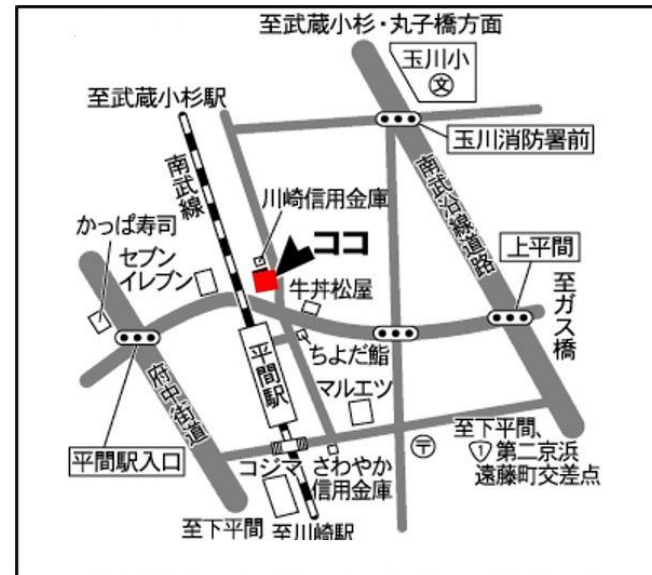 至武蔵小杉・丸子橋方面
玉川小
文
至武蔵小杉駅
玉川消防署前
南武線
南武沿線道路
川崎信用金庫
ココ
かっぱ寿司
セブン
イレブン
上平間
牛丼松屋
至ガス橋
ちよだ鮨
平間駅
マルエツ
府中街道
平間駅入口
〒
至下平間、
1 第二京浜
遠藤町交差点
コジマ
さわやか
信用金庫
至下平間
至川崎駅